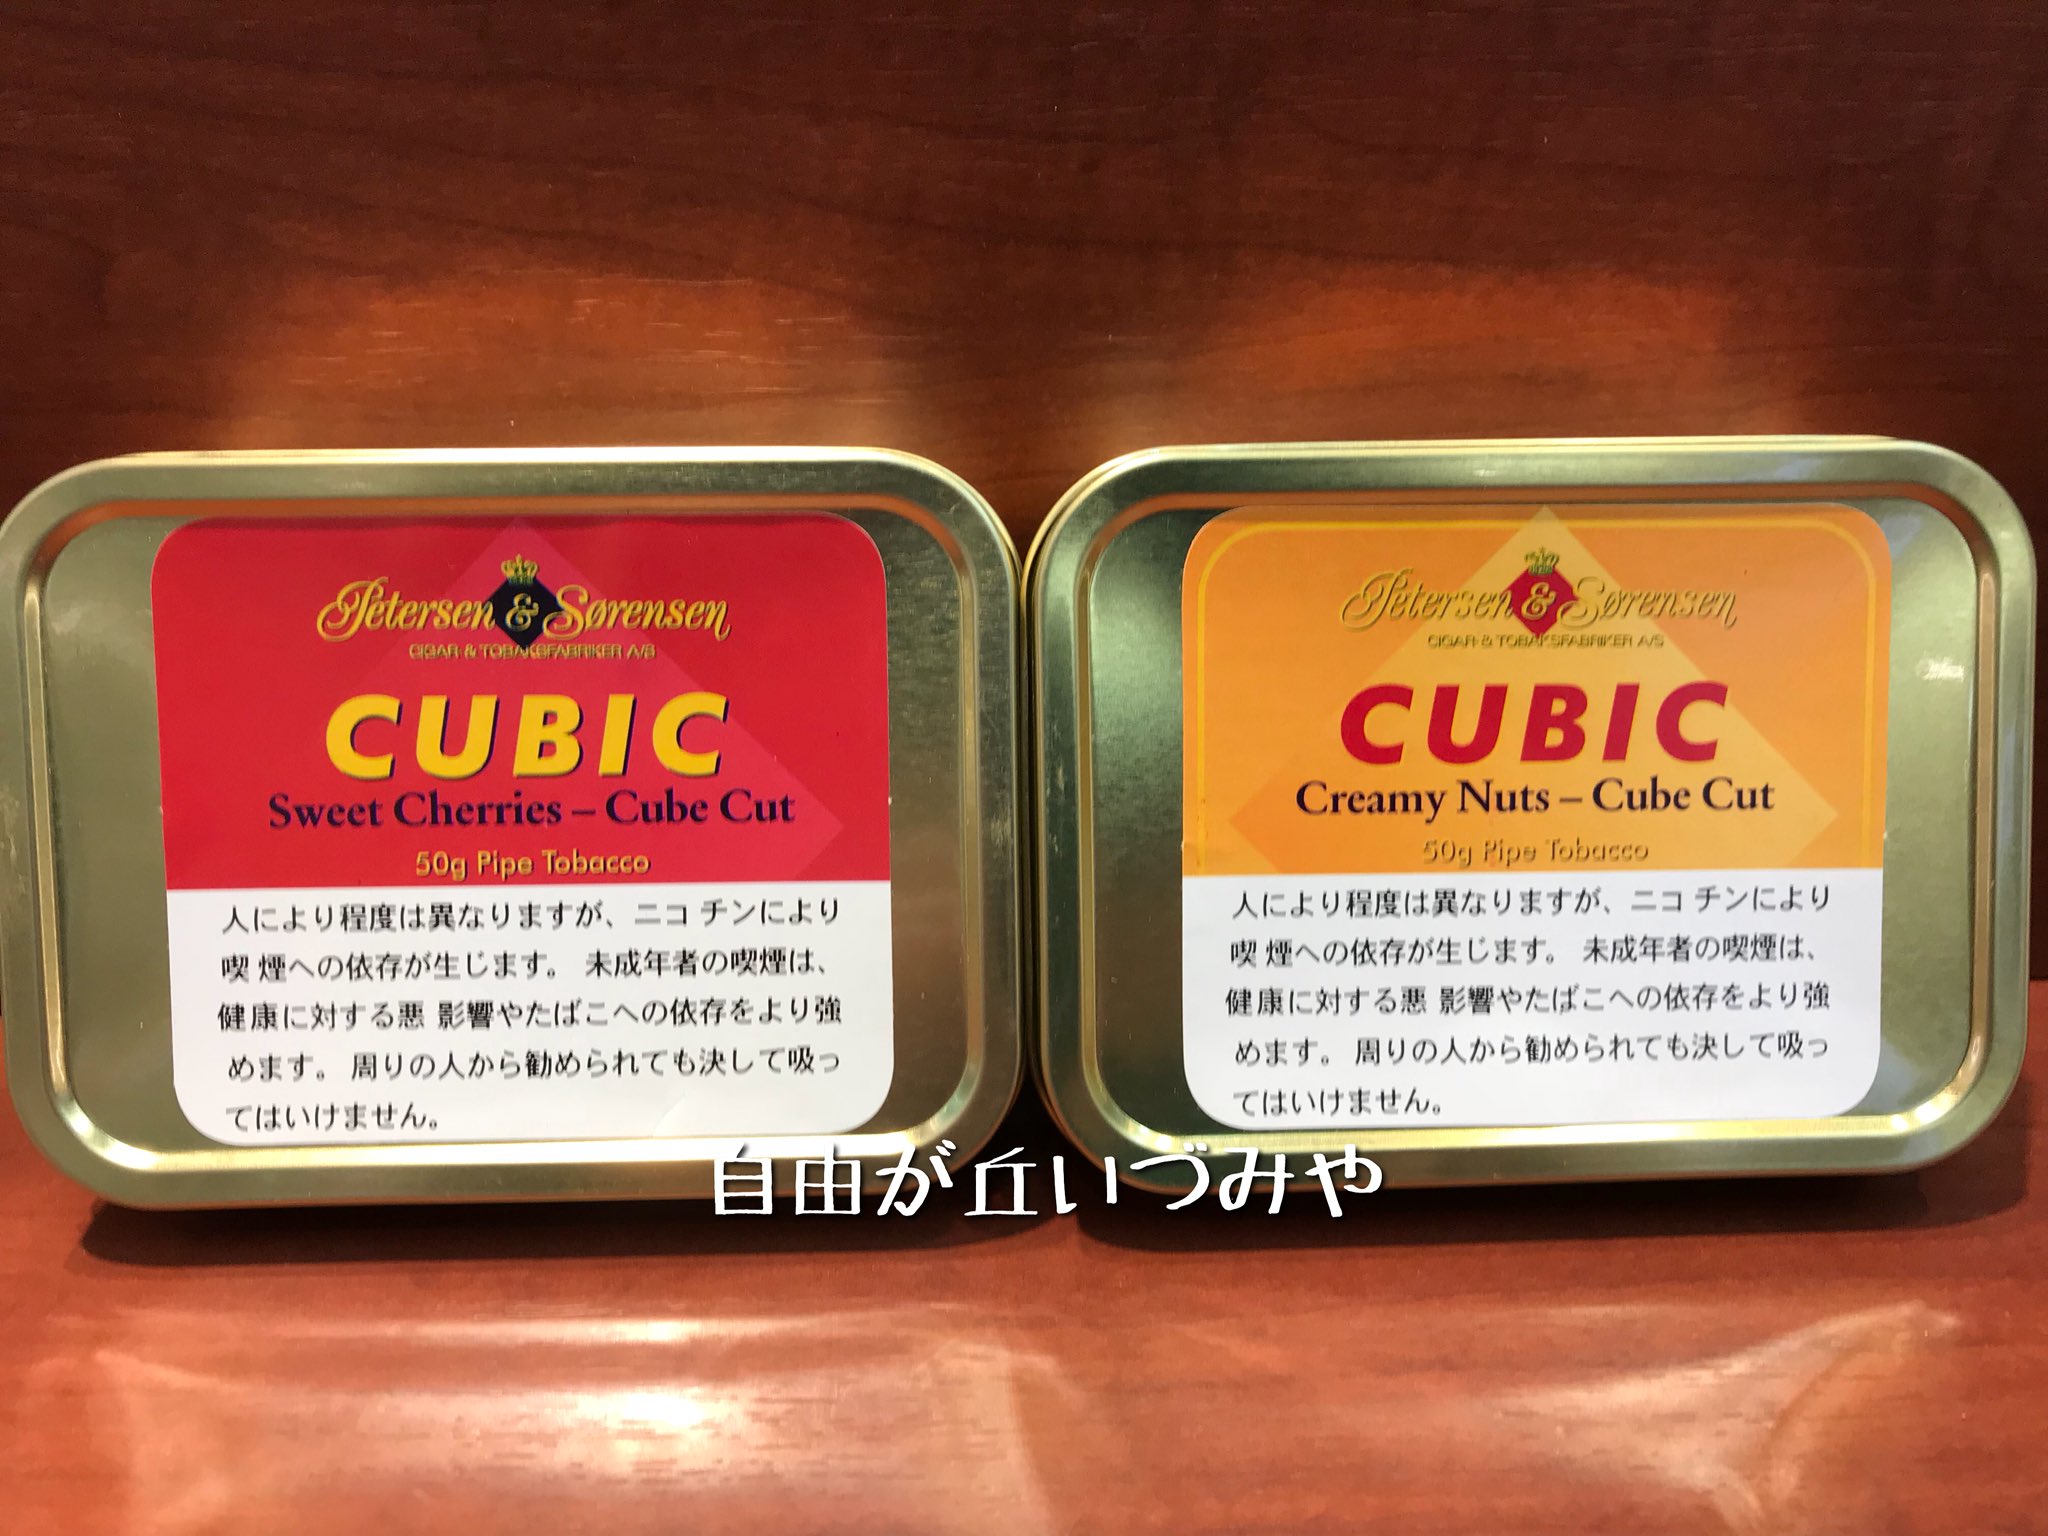 Petersen & Sørensen
CIGAR & TOBAKSFABRIKER A/S
CUBIC
Sweet Cherries – Cube Cut
50g Pipe Tobacco
人により程度は異なりますが、ニコ チンにより
喫 煙への依存が生じます。 未成年者の喫煙は、
健康に対する悪 影響やたばこへの依存をより強
めます。 周りの人から勧められても決して吸っ
てはいけません。
Petersen & Sørensen
CIGAR & TOBAKSFABRIKER A/S
CUBIC
Creamy Nuts – Cube Cut
50g Pipe Tobacco
人により程度は異なりますが、ニコ チンにより
喫 煙への依存が生じます。 未成年者の喫煙は、
健康に対する悪 影響やたばこへの依存をより強
めます。 周りの人から勧められても決して吸っ
てはいけません。
自由が丘いづみや